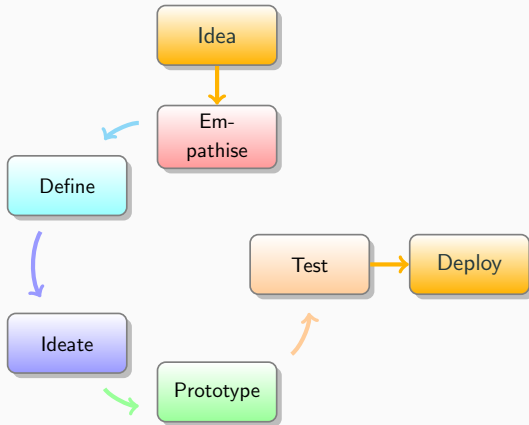 Idea
Em-
pathise
Define
Test
Deploy
Ideate
Prototype